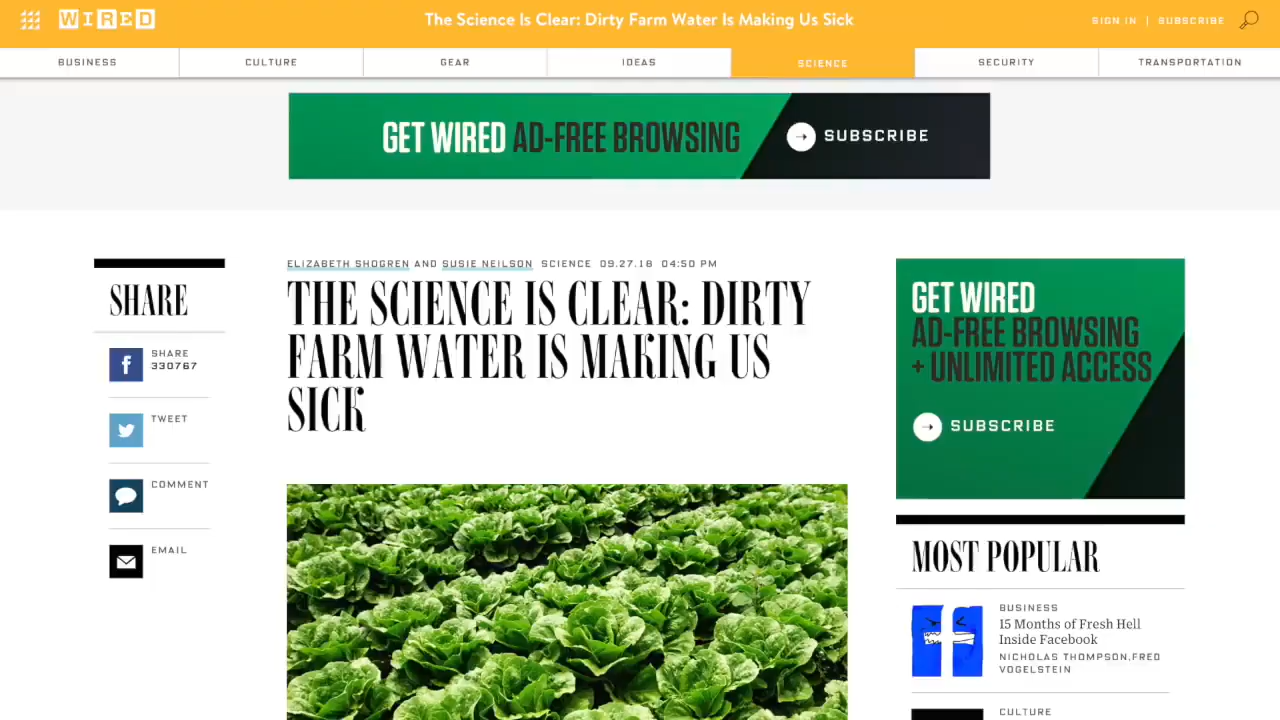 WIRED
The Science Is Clear: Dirty Farm Water Is Making Us Sick
SIGN IN | SUBSCRIBE
BUSINESS
CULTURE
GEAR
IDEAS
SCIENCE
SECURITY
TRANSPORTATION
GET WIRED AD-FREE BROWSING
SUBSCRIBE
SHARE
SHARE
330767
TWEET
COMMENT
EMAIL
ELIZABETH SHOGREN AND SUSIE NEILSON SCIENCE 09.27.18 04:50 PM
THE SCIENCE IS CLEAR: DIRTY
FARM WATER IS MAKING US
SICK
GET WIRED
AD-FREE BROWSING
+ UNLIMITED ACCESS
SUBSCRIBE
MOST POPULAR
BUSINESS
15 Months of Fresh Hell
Inside Facebook
NICHOLAS THOMPSON,FRED
VOGELSTEIN
CULTURE